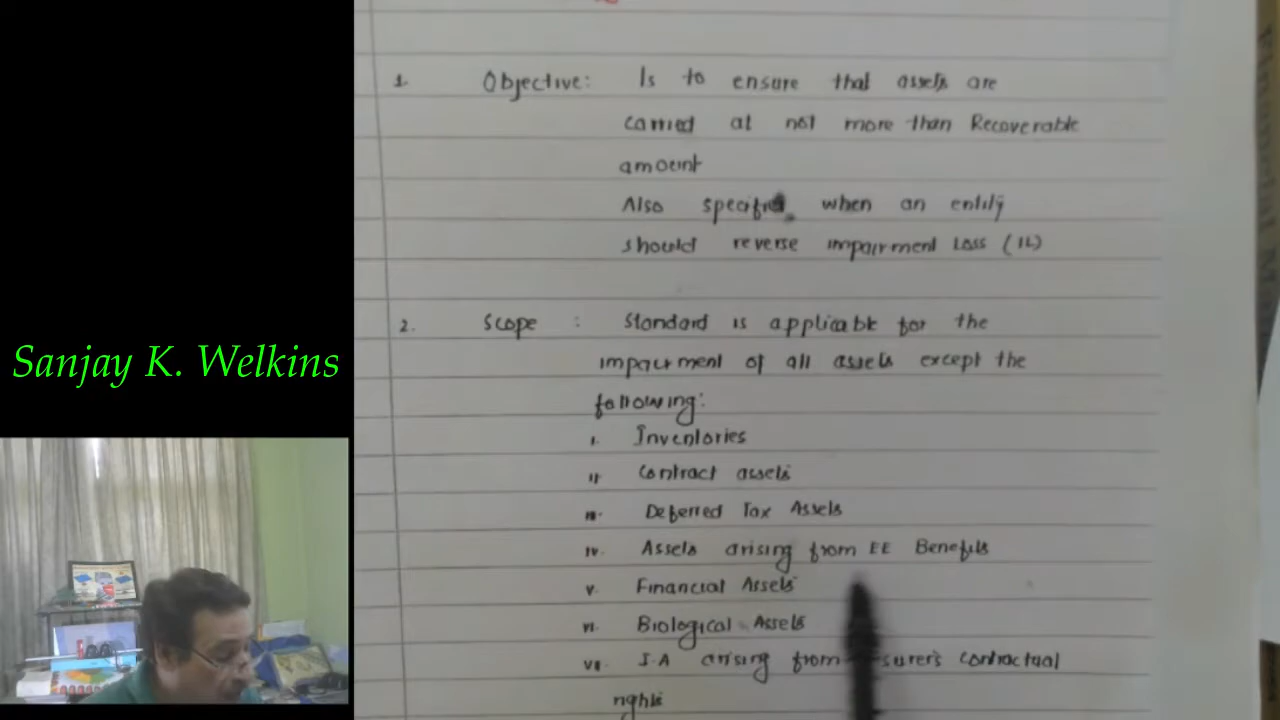 1. Objective: Is to ensure that assets are
carried at not more than Recoverable
amount
Also specifies when an entity
should reverse impairment Loss (IL)
2. Scope : Standard is applicable for the
impairment of all assets except the
following:
i. Inventories
ii Contract assets
iii. Deferred Tax Assets
iv. Assets arising from EE Benefits
v. Financial Assets
vi. Biological Assets
vii. I.A arising from contractual
rights
Sanjay K. Welkins